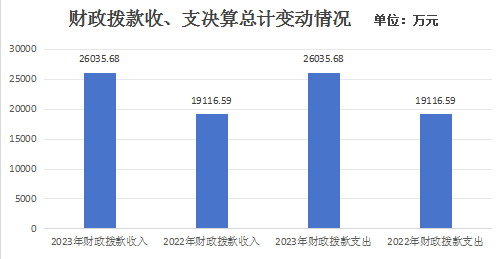 财政拨款收、支决算总计变动情况 单位：万元
30000
25000
20000
15000
10000
5000
0
26035.68
19116.59
26035.68
19116.59
2023年财政拨款收入
2022年财政拨款收入
2023年财政拨款支出
2022年财政拨款支出